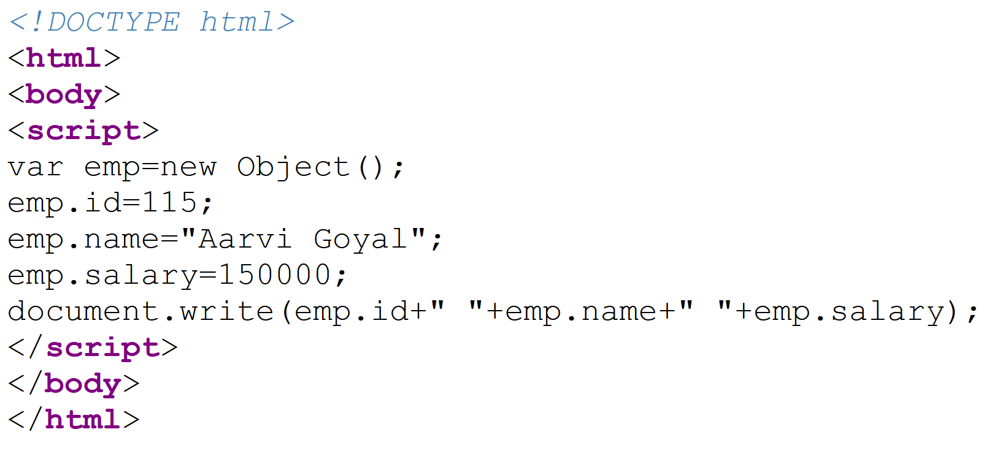 <!DOCTYPE html>
<html>
<body>
<script>
var emp=new Object();
emp.id=115;
emp.name="Aarvi Goyal";
emp.salary=150000;
document.write(emp.id+" "+emp.name+" "+emp.salary);
</script>
</body>
</html>